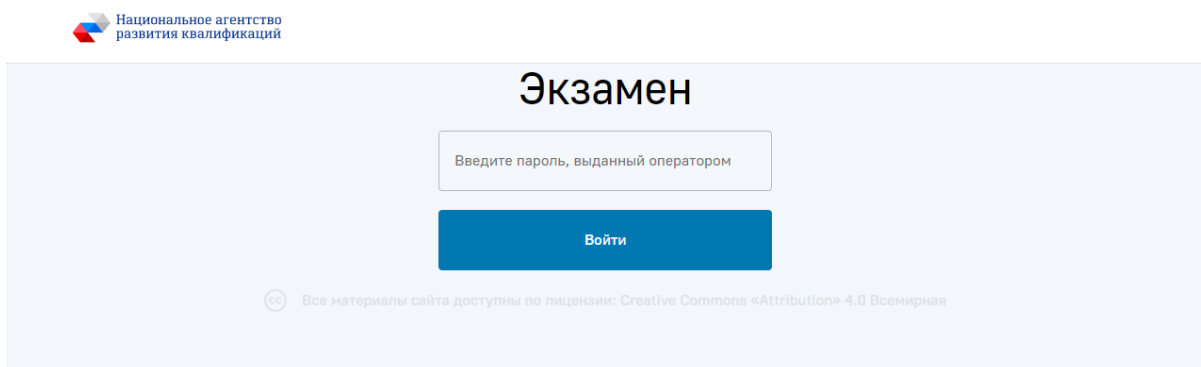 Национальное агентство
развития квалификаций
Экзамен
Введите пароль, выданный оператором
Войти
cc Все материалы сайта доступны по лицензии: Creative Commons «Attribution» 4.0 Всемирная